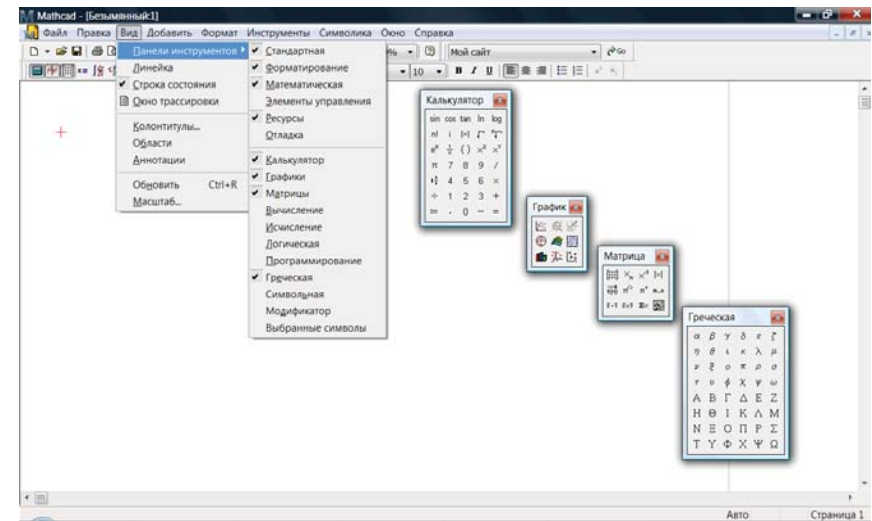 Mathcad - [Безымянный:1]
Файл Правка Вид Добавить Формат Инструменты Символика Окно Справка
Панели инструментов
Линейка
Строка состояния
Окно трассировки
Колонтитулы...
Области
Аннотации
Обновить Ctrl+R
Масштаб...
Стандартная
Форматирование
Математическая
Элементы управления
Ресурсы
Отладка
Калькулятор
Графики
Матрицы
Вычисление
Исчисление
Логическая
Программирование
Греческая
Символьная
Модификатор
Выбранные символы
Мой сайт
Go
10 B I U
Калькулятор
sin cos tan ln log
n! i |×|
π 7 8 9 /
4 5 6 ×
÷ 1 2 3 +
:= . 0 − =
График
Матрица
Греческая
α β γ δ ε ζ
η θ ι κ λ μ
ν ξ ο π ρ σ
τ υ ϕ χ ψ ω
Α Β Γ Δ Ε Ζ
Η Θ Ι Κ Λ Μ
Ν Ξ Ο Π Ρ Σ
Τ Υ Φ Χ Ψ Ω
Авто Страница 1